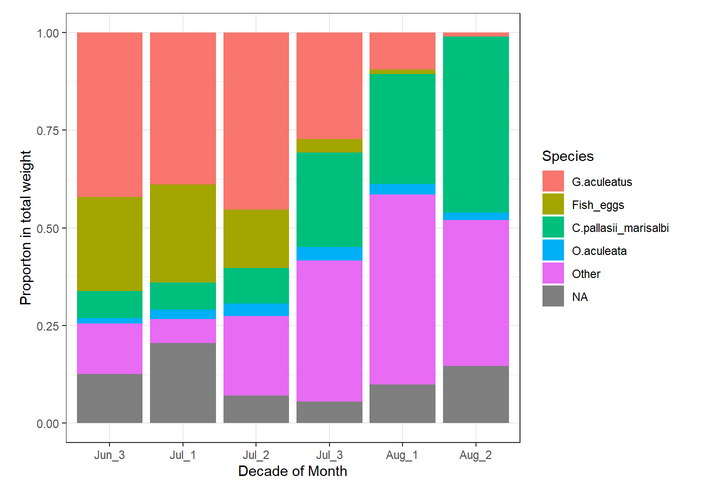 1.00
0.75
0.50
0.25
0.00
Proporton in total weight
Jun_3 Jul_1 Jul_2 Jul_3 Aug_1 Aug_2
Decade of Month
Species
G.aculeatus
Fish_eggs
C.pallasii_marisalbi
O.aculeata
Other
NA